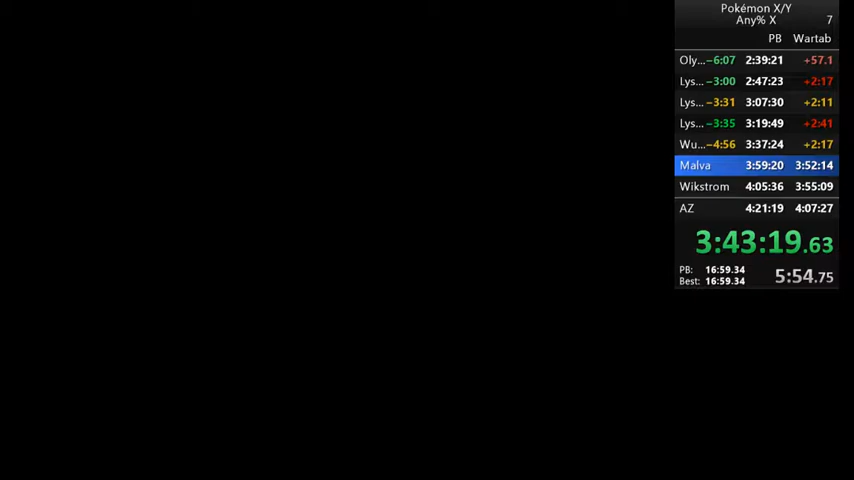 Pokémon X/Y
Any% X 7
PB Wartab
Oly... −6:07 2:39:21 +57.1
Lys... −3:00 2:47:23 +2:17
Lys... −3:31 3:07:30 +2:11
Lys... −3:35 3:19:49 +2:41
Wu... −4:56 3:37:24 +2:17
Malva 3:59:20 3:52:14
Wikstrom 4:05:36 3:55:09
AZ 4:21:19 4:07:27
3:43:19.63
PB: 16:59.34 5:54.75
Best: 16:59.34